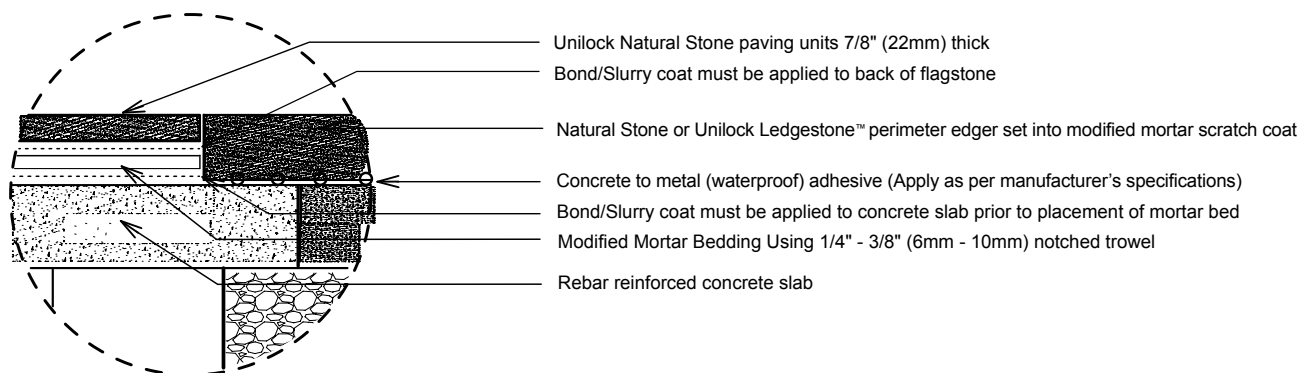 Unilock Natural Stone paving units 7/8" (22mm) thick
Bond/Slurry coat must be applied to back of flagstone
Natural Stone or Unilock Ledgestone™ perimeter edger set into modified mortar scratch coat
Concrete to metal (waterproof) adhesive (Apply as per manufacturer’s specifications)
Bond/Slurry coat must be applied to concrete slab prior to placement of mortar bed
Modified Mortar Bedding Using 1/4" - 3/8" (6mm - 10mm) notched trowel
Rebar reinforced concrete slab